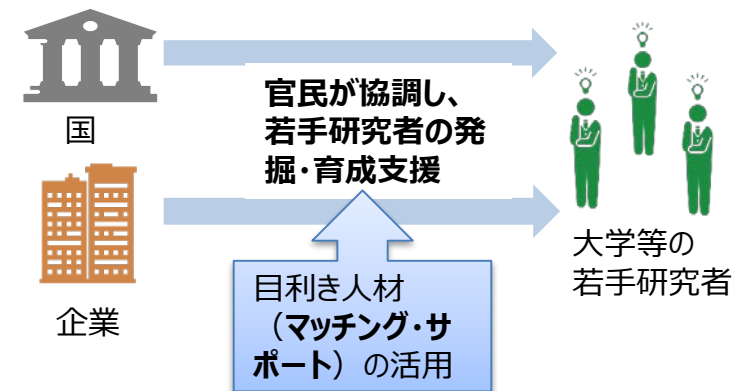 国
官民が協調し、
若手研究者の発
掘・育成支援
企業
目利き人材
（マッチング・サ
ポート）の活用
大学等の
若手研究者